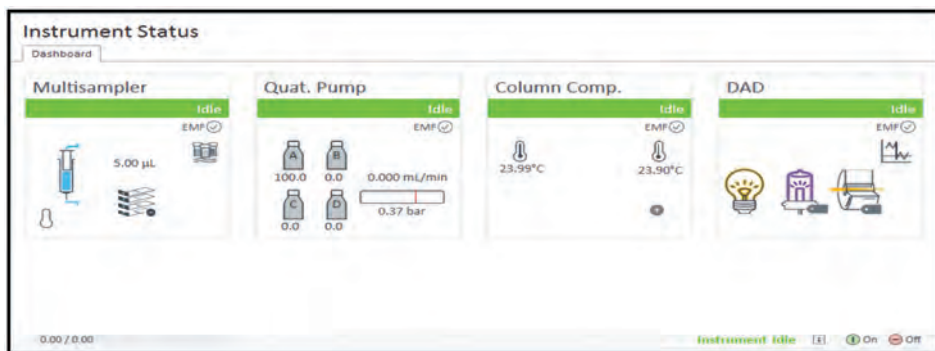 Instrument Status
Dashboard
Multisampler
Idle
EMF
5.00 µL
Quat. Pump
Idle
EMF
A
B
100.0
0.0
0.000 mL/min
C
D
0.37 bar
0.0
0.0
Column Comp.
Idle
EMF
23.99°C
23.90°C
DAD
Idle
EMF
0.00 / 0:00
Instrument Idle
On
Off